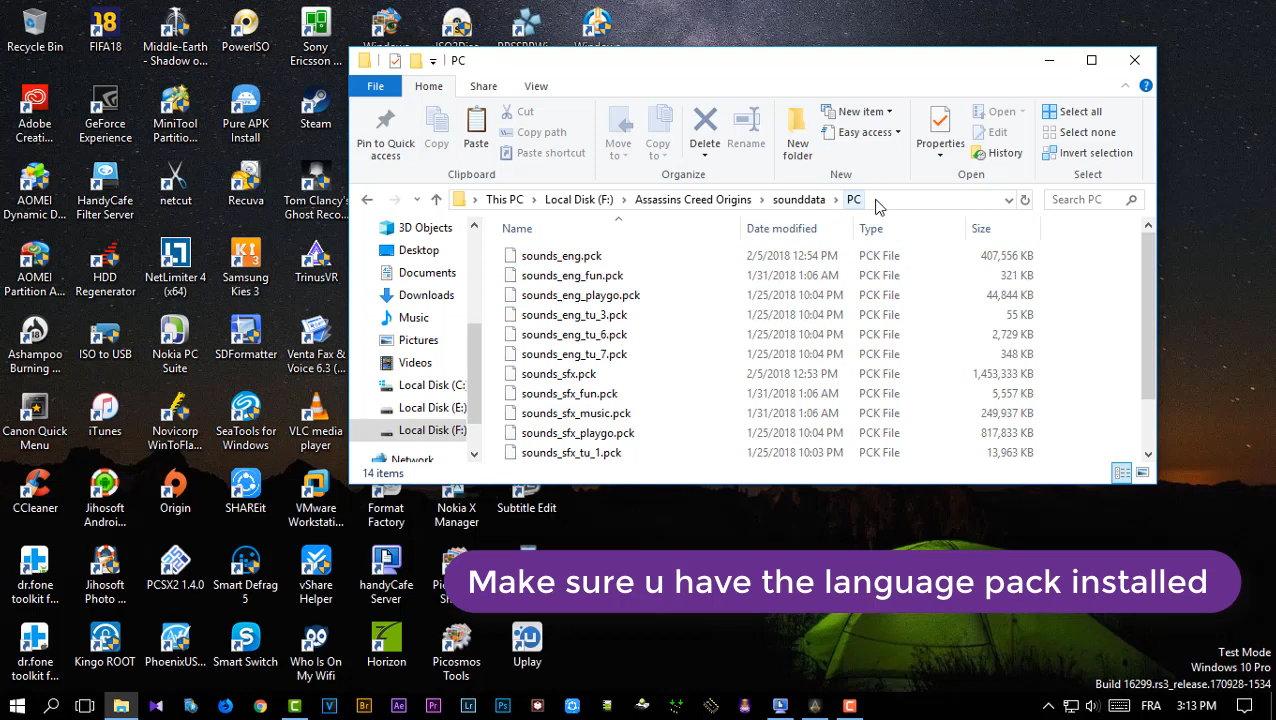 Recycle Bin
FIFA18
Middle-Earth
- Shadow o...
PowerISO
Sony
Ericsson ...
Windows
Windows
Adobe
Creati...
GeForce
Experience
MiniTool
Partitio...
Pure APK
Install
Steam
AOMEI
Dynamic D...
HandyCafe
Filter Server
netcut
Revouninst...
Tom Clancy's
Ghost Reco...
AOMEI
Partition A...
HDD
Regenerator
NetLimiter 4
(x64)
Samsung
Kies 3
TrinusVR
Ashampoo
Burning ...
ISO to USB
Nokia PC
Suite
SDFormatter
Venta Fax &
Voice 6.3 (...
Canon Quick
Menu
iTunes
Novicorp
WinToFla...
SeaTools for
Windows
VLC media
player
CCleaner
Jihosoft
Androi...
Origin
SHAREit
VMware
Workstati...
Format
Factory
Nokia X
Manager
Subtitle Edit
dr.fone
toolkit f...
Jihosoft
Photo ...
PCSX2 1.4.0
Smart Defrag
5
vShare
Helper
handyCafe
Server
dr.fone
toolkit f...
Kingo ROOT
PhoenixUS...
Smart Switch
Who Is On
My Wifi
Horizon
Picosmos
Tools
Uplay
PC
File
Home
Share
View
Pin to Quick
access
Copy
Paste
Cut
Copy path
Paste shortcut
Clipboard
Move
to
Copy
to
Delete
Rename
Organize
New
folder
New item
Easy access
New
Properties
Open
Edit
History
Open
Select all
Select none
Invert selection
Select
This PC > Local Disk (F:) > Assassins Creed Origins > sounddata > PC
Search PC
3D Objects
Desktop
Documents
Downloads
Music
Pictures
Videos
Local Disk (C:
Local Disk (E:)
Local Disk (F:)
Network
Name Date modified Type Size
sounds_eng.pck 2/5/2018 12:54 PM PCK File 407,556 KB
sounds_eng_fun.pck 1/31/2018 1:06 AM PCK File 321 KB
sounds_eng_playgo.pck 1/25/2018 10:04 PM PCK File 44,844 KB
sounds_eng_tu_3.pck 1/25/2018 10:04 PM PCK File 55 KB
sounds_eng_tu_6.pck 1/25/2018 10:04 PM PCK File 2,729 KB
sounds_eng_tu_7.pck 1/25/2018 10:04 PM PCK File 348 KB
sounds_sfx.pck 2/5/2018 12:53 PM PCK File 1,453,333 KB
sounds_sfx_fun.pck 1/31/2018 1:06 AM PCK File 5,557 KB
sounds_sfx_music.pck 1/31/2018 1:06 AM PCK File 249,937 KB
sounds_sfx_playgo.pck 1/25/2018 10:04 PM PCK File 817,833 KB
sounds_sfx_tu_1.pck 1/25/2018 10:03 PM PCK File 13,963 KB
14 items
Make sure u have the language pack installed
Test Mode
Windows 10 Pro
Build 16299.rs3_release.170928-1534
FRA
3:13 PM